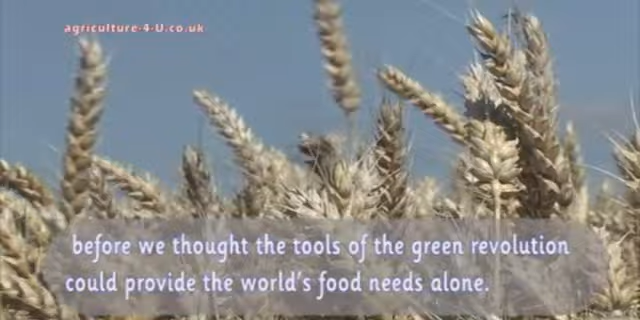 agriculture-4-U.co.uk
before we thought the tools of the green revolution
could provide the world's food needs alone.